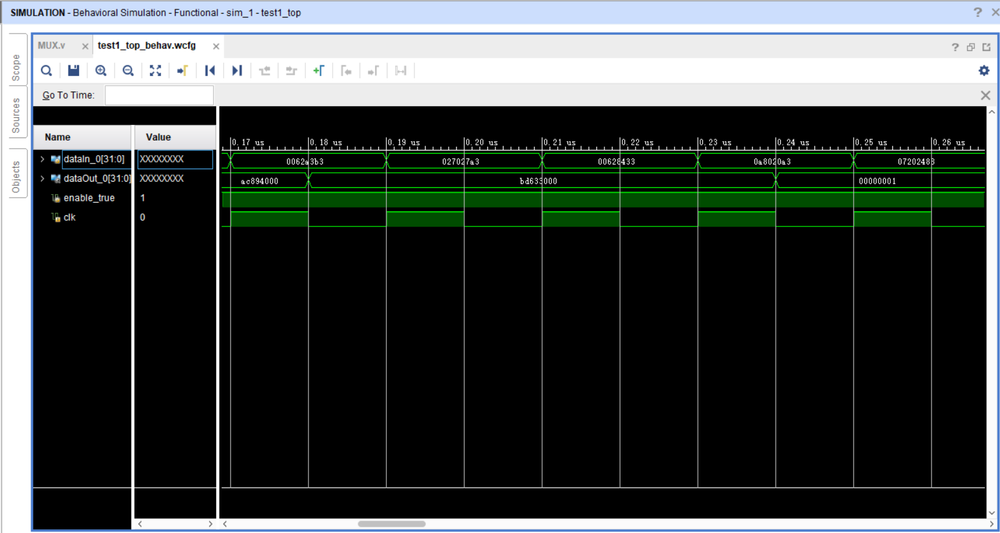 SIMULATION - Behavioral Simulation - Functional - sim_1 - test1_top
Scope
Sources
Objects
MUX.v
test1_top_behav.wcfg
Go To Time:
Name Value
dataIn_0[31:0] XXXXXXXX
dataOut_0[31:0] XXXXXXXX
enable_true 1
clk 0
0.17 us 0.18 us 0.19 us 0.20 us 0.21 us 0.22 us 0.23 us 0.24 us 0.25 us 0.26 us
0062a3b3 027027a3 00628433 0a8020a3 07202483
ac894000 bd633000 00000001